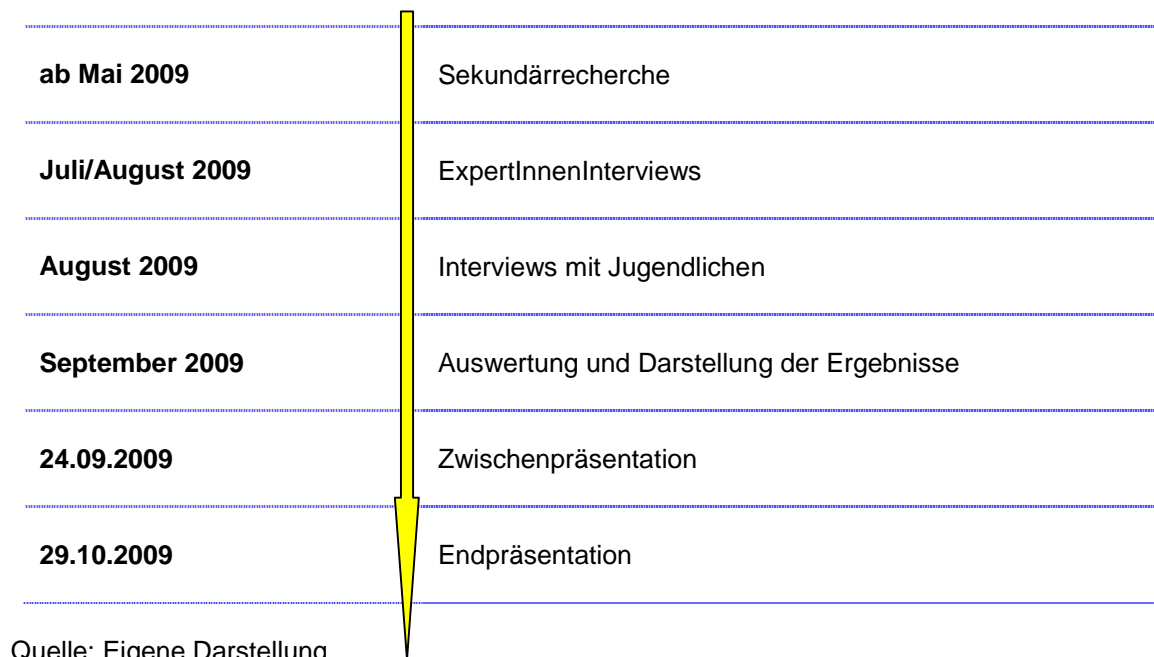 ab Mai 2009 Sekundärrecherche
Juli/August 2009 ExpertInnenInterviews
August 2009 Interviews mit Jugendlichen
September 2009 Auswertung und Darstellung der Ergebnisse
24.09.2009 Zwischenpräsentation
29.10.2009 Endpräsentation
Quelle: Eigene Darstellung